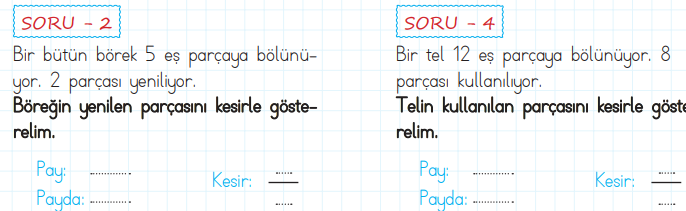 SORU - 2
Bir bütün börek 5 eş parçaya bölünü-
yor. 2 parçası yeniliyor.
Böreğin yenilen parçasını kesirle göste-
relim.
Pay: ..............
Payda: ..............
Kesir: ......
......
SORU - 4
Bir tel 12 eş parçaya bölünüyor. 8
parçası kullanılıyor.
Telin kullanılan parçasını kesirle göste
relim.
Pay: ..............
Payda: ..............
Kesir: ......
......